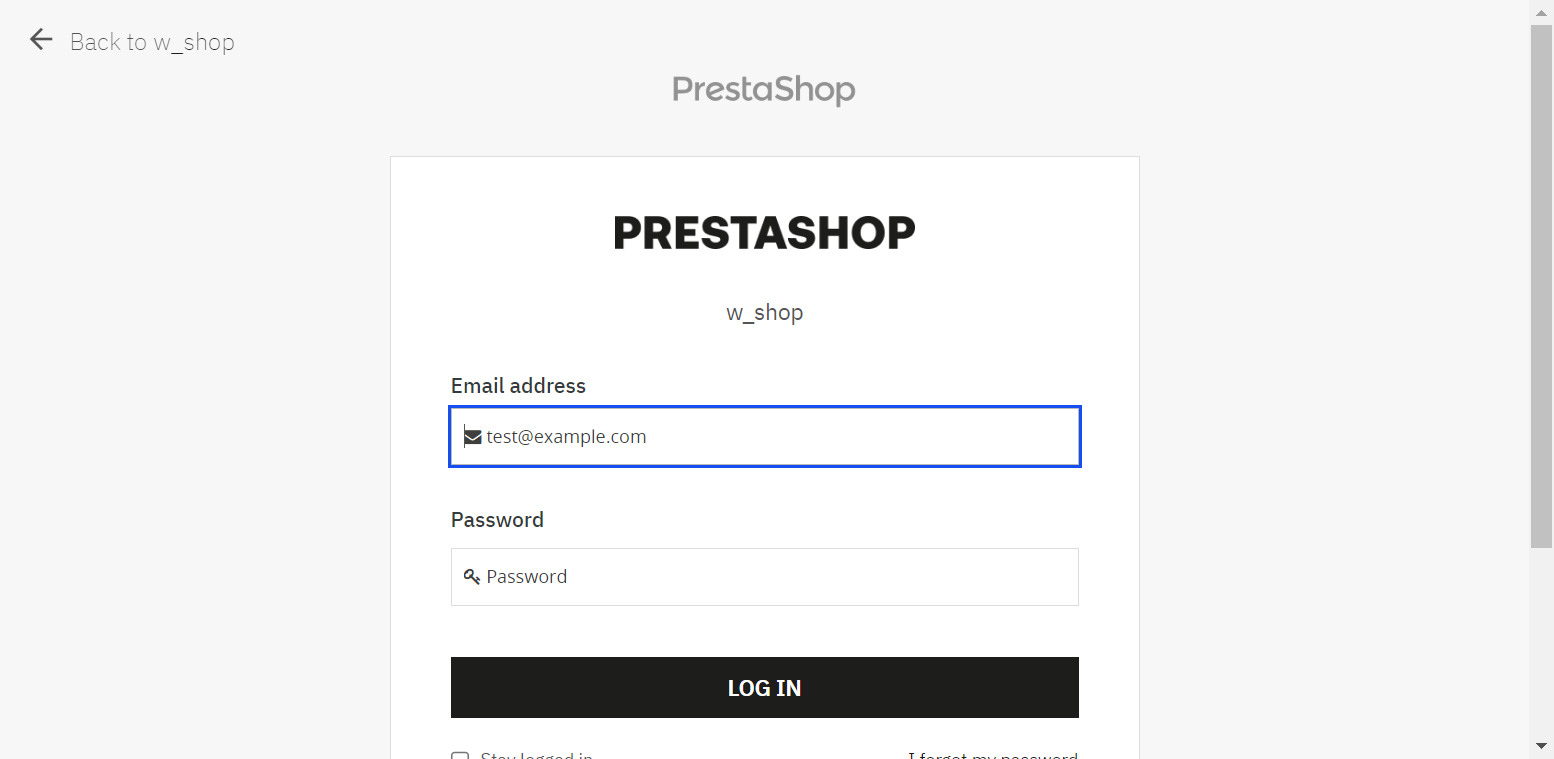 Back to w_shop
PrestaShop
PRESTASHOP
w_shop
Email address
test@example.com
Password
Password
LOG IN
Stay logged in
I forgot my password